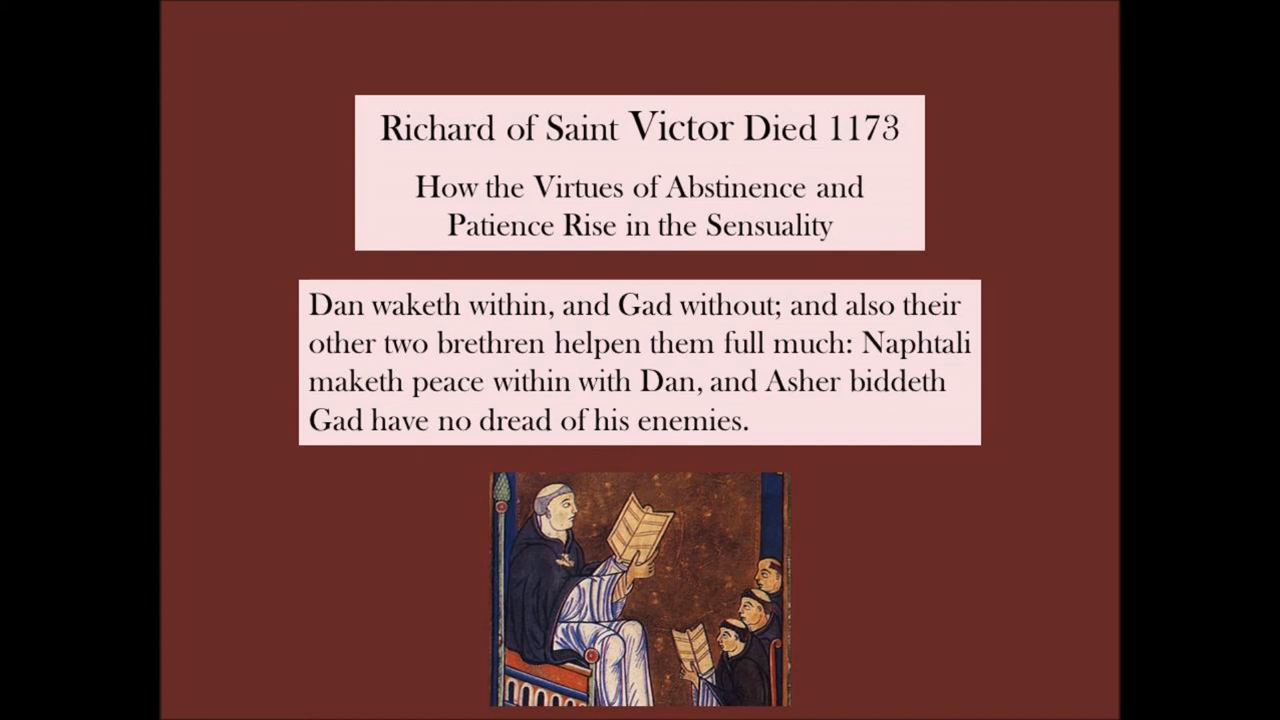 Richard of Saint Victor Died 1173
How the Virtues of Abstinence and
Patience Rise in the Sensuality
Dan waketh within, and Gad without; and also their
other two brethren helpen them full much: Naphtali
maketh peace within with Dan, and Asher biddeth
Gad have no dread of his enemies.